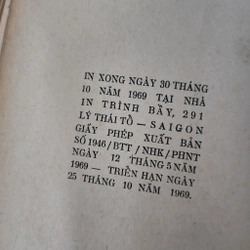 IN XONG NGÀY 30 THÁNG
10 NĂM 1969 TẠI NHÀ
IN TRÌNH BẦY, 291
LÝ THÁI TỔ — SAIGON
GIẤY PHÉP XUẤT BẢN
SỐ 1946/BTT/NHK/PHNT
NGÀY 12 THÁNG 5 NĂM
1969 — TRIỂN HẠN NGÀY
25 THÁNG 10 NĂM 1969.